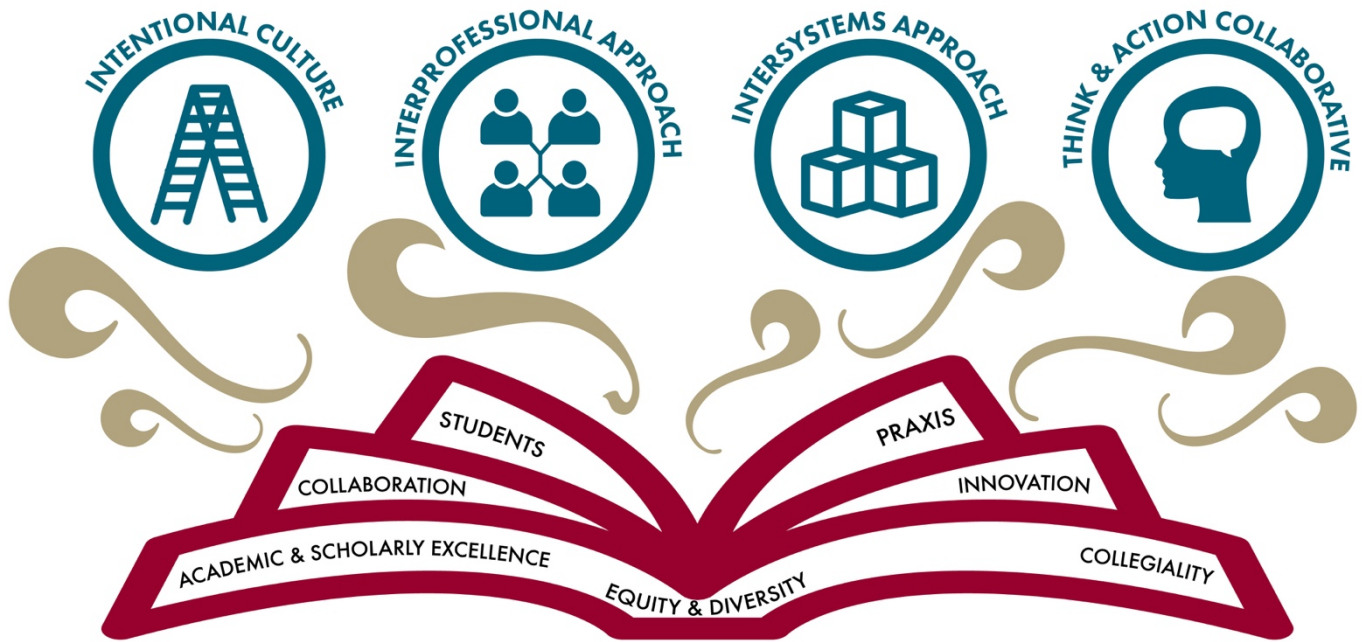 INTENTIONAL CULTURE
INTERPROFESSIONAL APPROACH
INTERSYSTEMS APPROACH
THINK & ACTION COLLABORATIVE
STUDENTS
PRAXIS
COLLABORATION
INNOVATION
ACADEMIC & SCHOLARLY EXCELLENCE
EQUITY & DIVERSITY
COLLEGIALITY